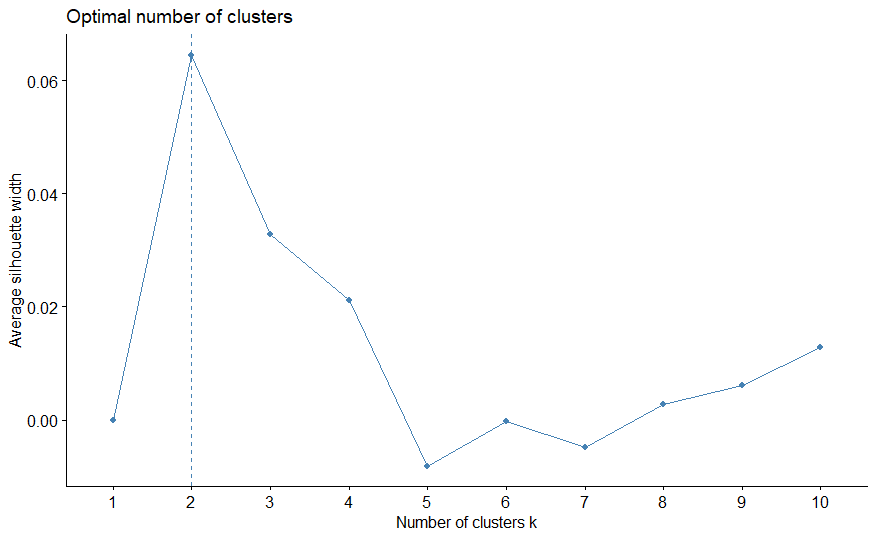 Optimal number of clusters
Average silhouette width
0.06
0.04
0.02
0.00
1 2 3 4 5 6 7 8 9 10
Number of clusters k